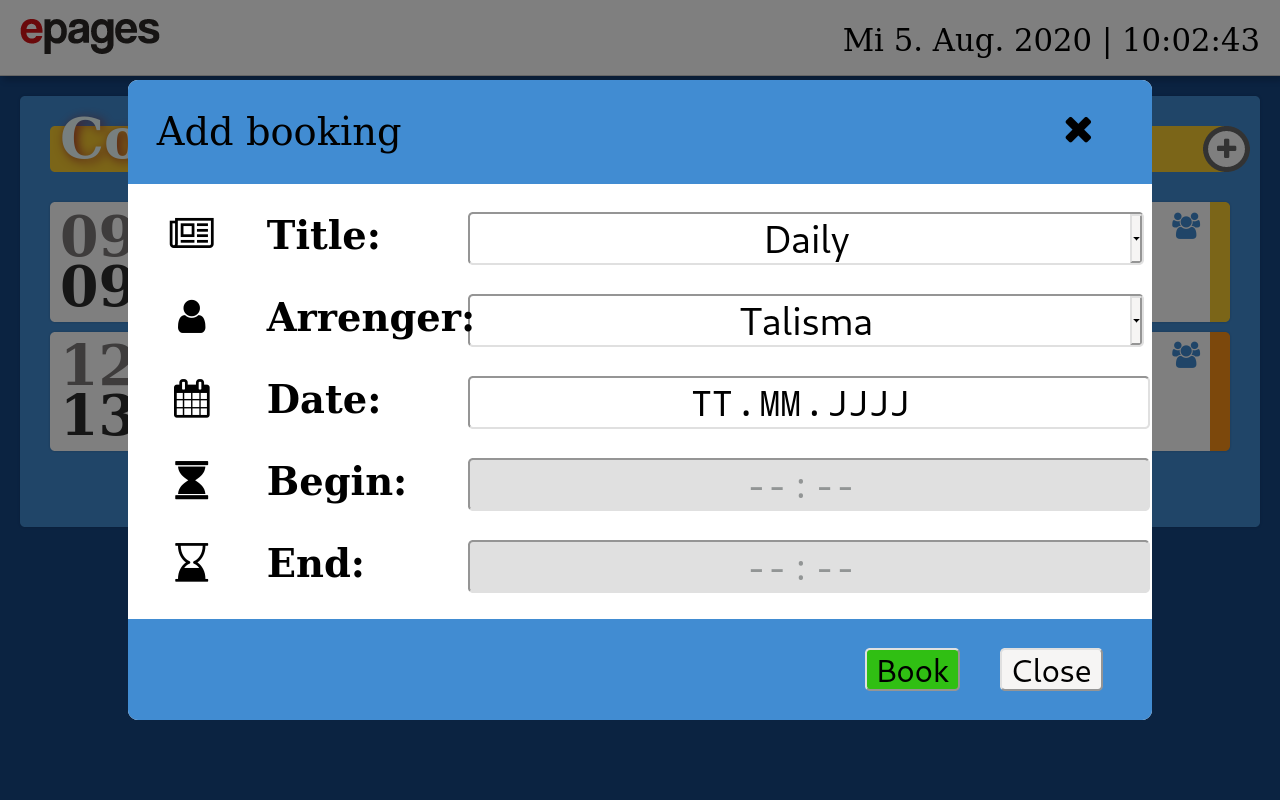 epages
Mi 5. Aug. 2020 | 10:02:43
Add booking
Title: Daily
Arrenger: Talisma
Date: TT.MM.JJJJ
Begin: --:--
End: --:--
Book Close
Co
09
09
12
13